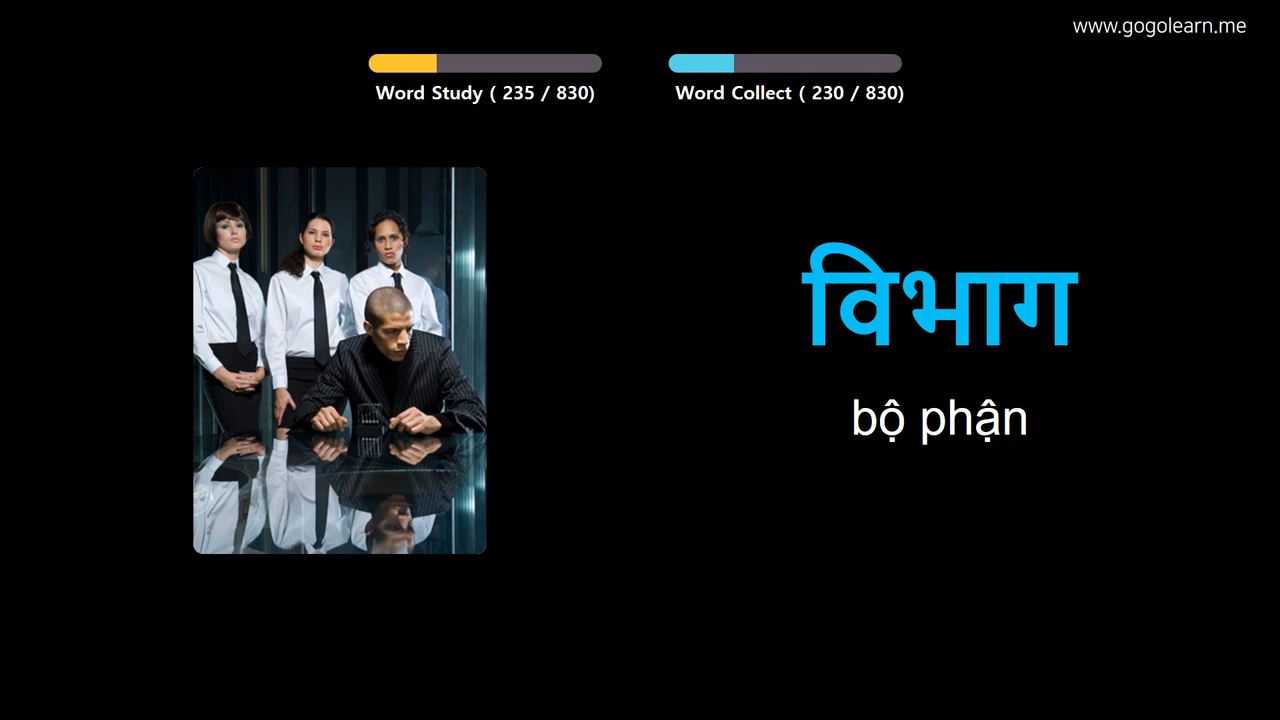 www.gogolearn.me
Word Study ( 235 / 830)
Word Collect ( 230 / 830)
विभाग
bộ phận